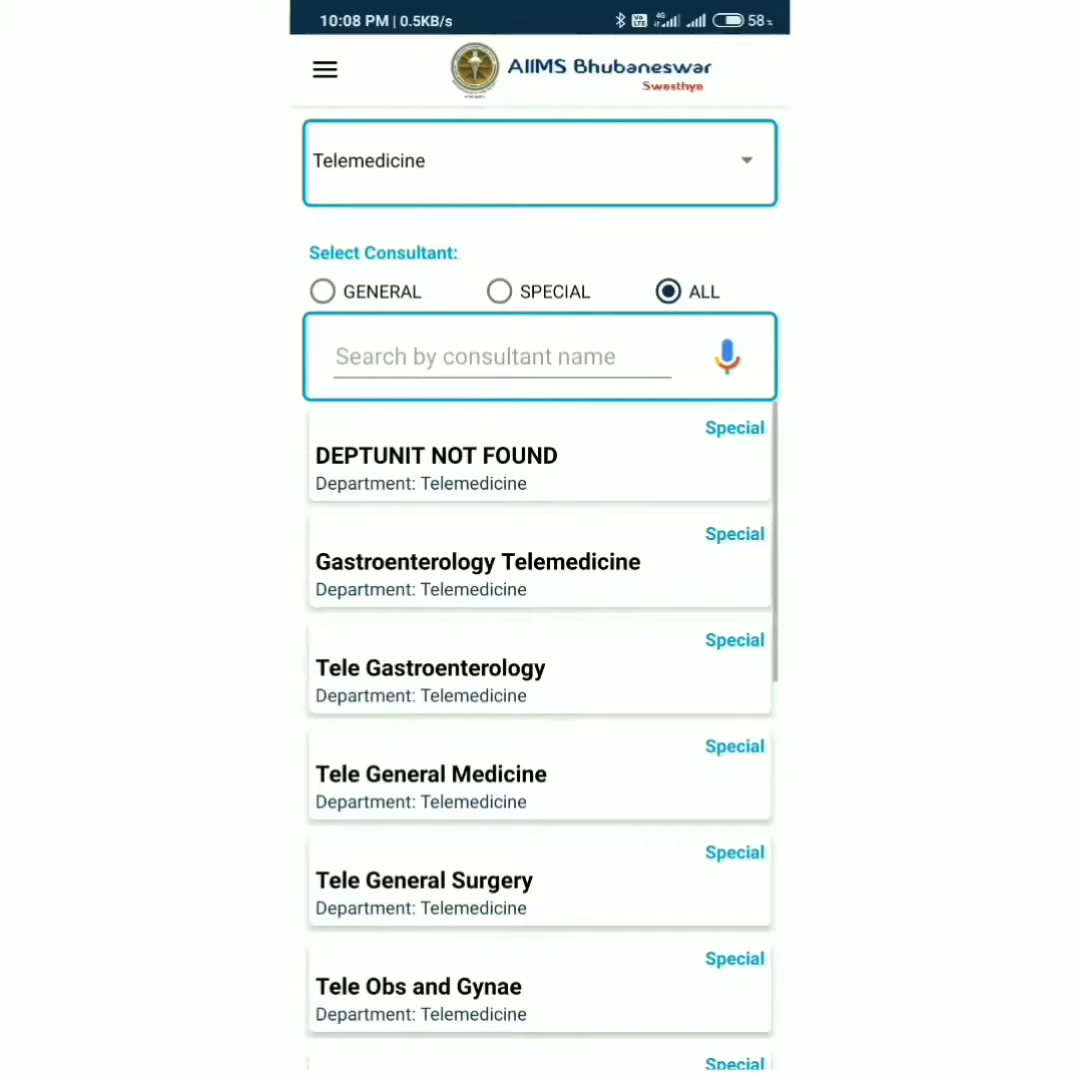 10:08 PM | 0.5KB/s
58
AIIMS Bhubaneswar
Swasthya
Telemedicine
Select Consultant:
GENERAL SPECIAL ALL
Search by consultant name
Special
DEPTUNIT NOT FOUND
Department: Telemedicine
Special
Gastroenterology Telemedicine
Department: Telemedicine
Special
Tele Gastroenterology
Department: Telemedicine
Special
Tele General Medicine
Department: Telemedicine
Special
Tele General Surgery
Department: Telemedicine
Special
Tele Obs and Gynae
Department: Telemedicine
Special